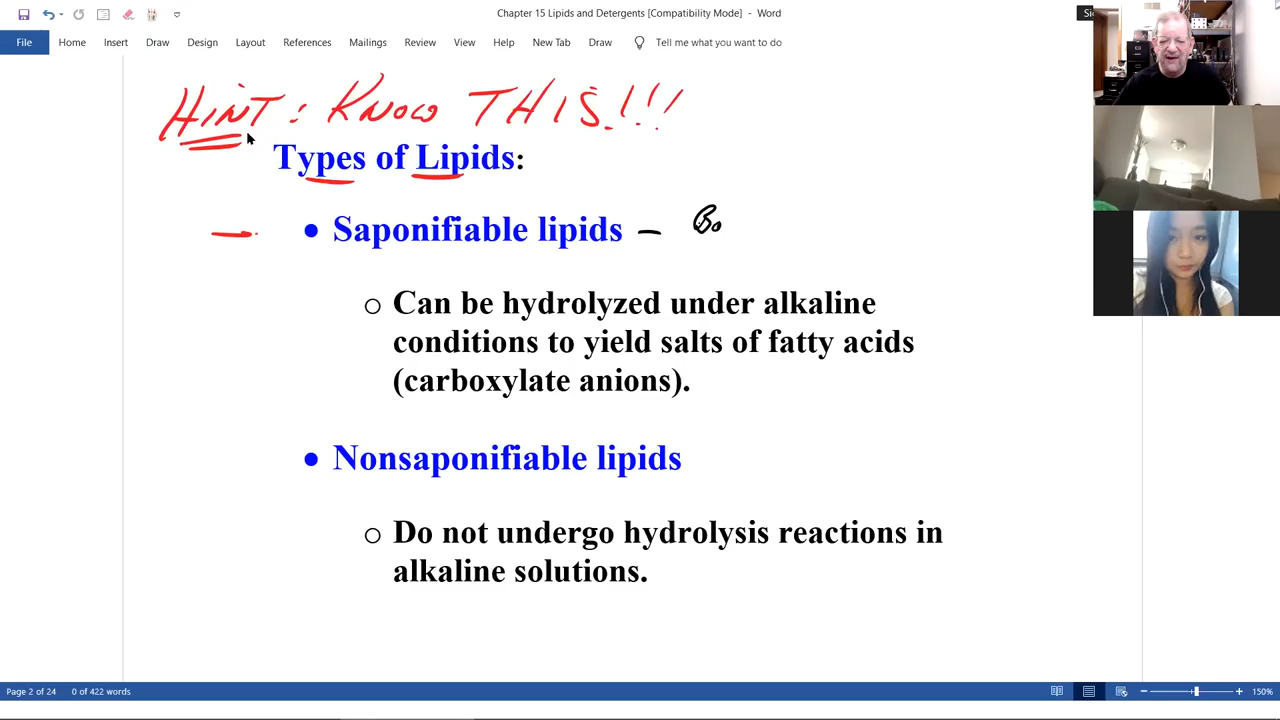 Chapter 15 Lipids and Detergents [Compatibility Mode] - Word
File Home Insert Draw Design Layout References Mailings Review View Help New Tab Draw Tell me what you want to do
HINT: KNOW THIS!!!
Types of Lipids:
• Saponifiable lipids –
o Can be hydrolyzed under alkaline
conditions to yield salts of fatty acids
(carboxylate anions).
• Nonsaponifiable lipids
o Do not undergo hydrolysis reactions in
alkaline solutions.
Page 2 of 24 0 of 422 words 150%